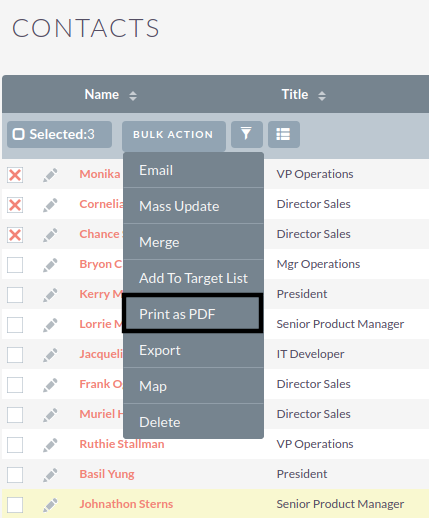 CONTACTS
Name Title
Selected:3 BULK ACTION
Email
Mass Update
Merge
Add To Target List
Print as PDF
Export
Map
Delete
Monika VP Operations
Cornelia Director Sales
Chance Director Sales
Bryon C Mgr Operations
Kerry M President
Lorrie M Senior Product Manager
Jacqueli IT Developer
Frank O Director Sales
Muriel H Director Sales
Ruthie Stallman VP Operations
Basil Yung President
Johnathon Sterns Senior Product Manager